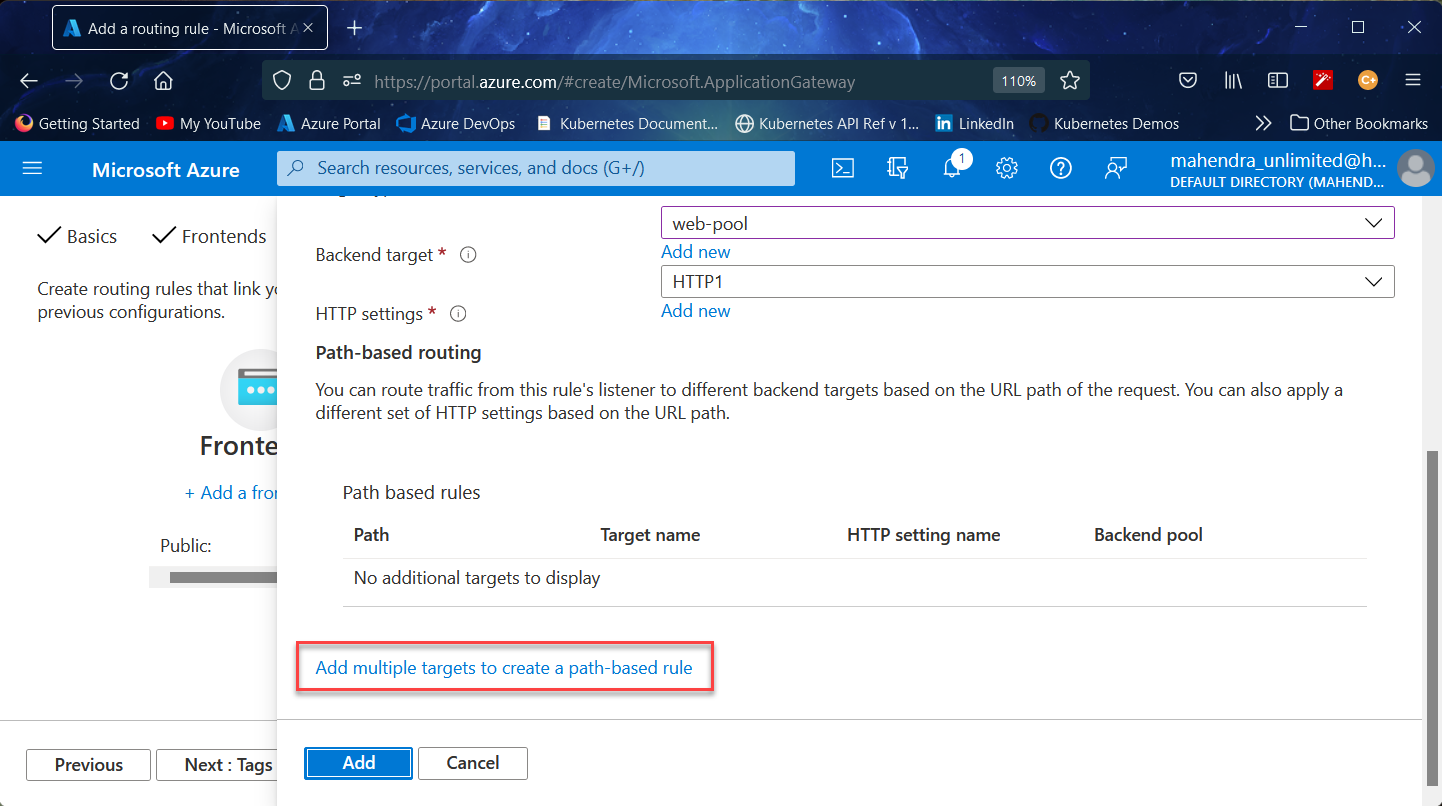 Add a routing rule - Microsoft A
https://portal.azure.com/#create/Microsoft.ApplicationGateway
110%
Getting Started
My YouTube
Azure Portal
Azure DevOps
Kubernetes Document...
Kubernetes API Ref v 1...
LinkedIn
Kubernetes Demos
Other Bookmarks
Microsoft Azure
Search resources, services, and docs (G+/)
1
mahendra_unlimited@h...
DEFAULT DIRECTORY (MAHEND...
Basics
Frontends
Create routing rules that link yo
previous configurations.
Fronte
+ Add a fron
Public:
web-pool
Backend target *
Add new
HTTP1
HTTP settings *
Add new
Path-based routing
You can route traffic from this rule's listener to different backend targets based on the URL path of the request. You can also apply a
different set of HTTP settings based on the URL path.
Path based rules
Path Target name HTTP setting name Backend pool
No additional targets to display
Add multiple targets to create a path-based rule
Previous
Next : Tags
Add
Cancel